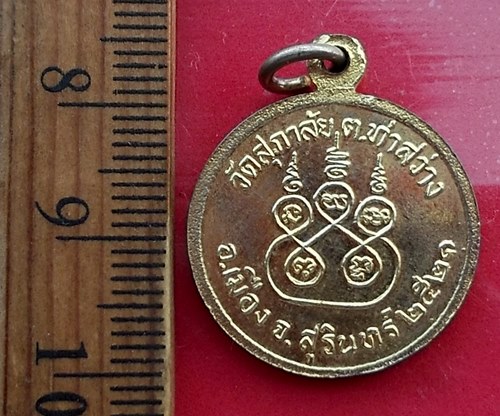 8
9
10
วัดสุภาลัย ต.ท่าสว่าง
อ.เมือง จ.สุรินทร์ ๒๕๒๑